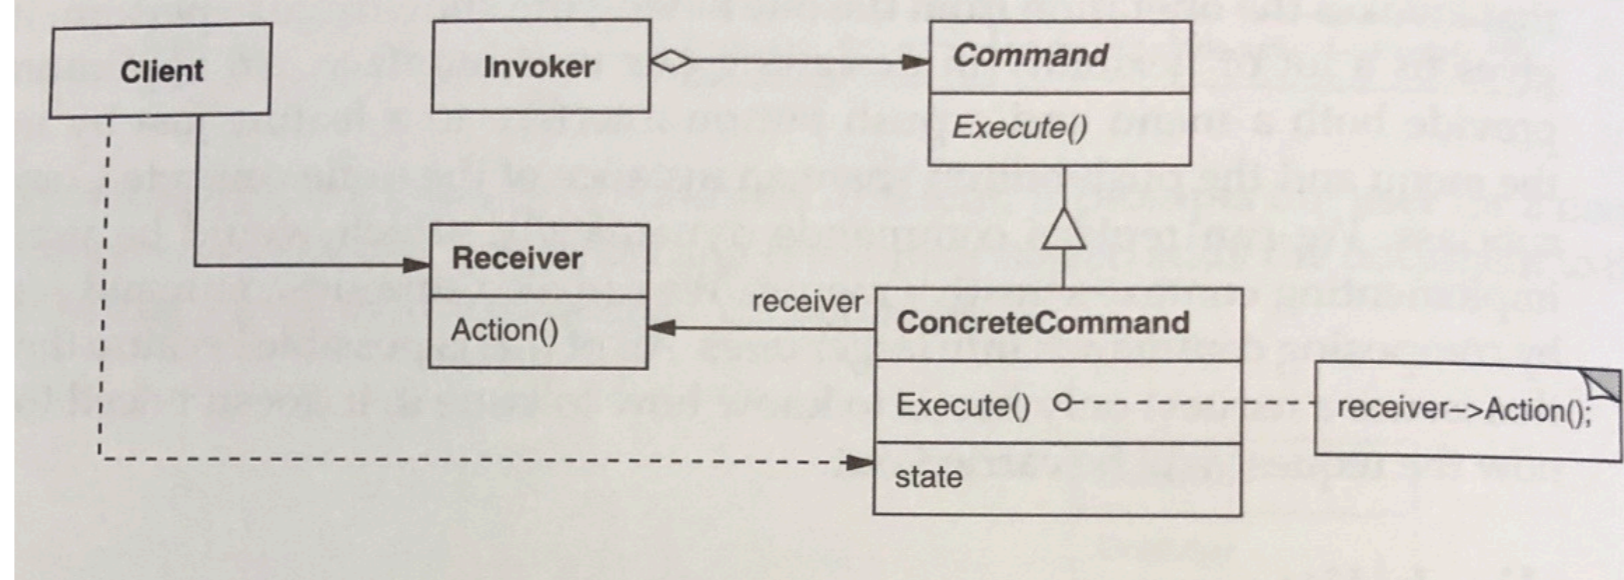 Client
Invoker
Command
Execute()
Receiver
Action()
receiver
ConcreteCommand
Execute()
receiver–>Action();
state